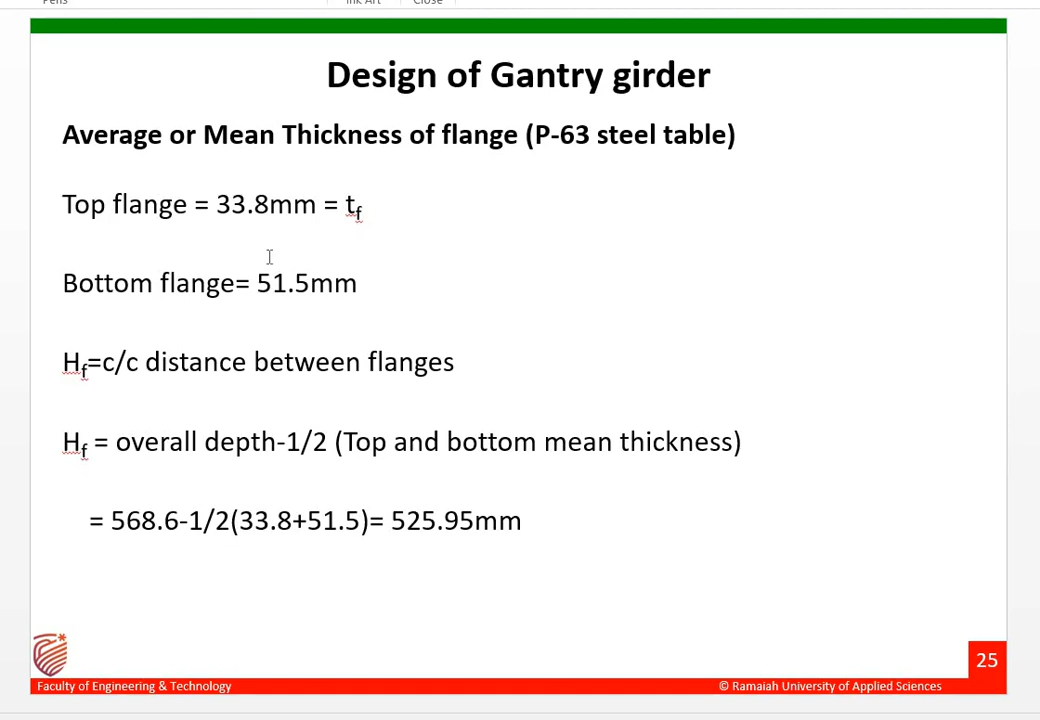 Pens Ink Art Close
Design of Gantry girder
Average or Mean Thickness of flange (P-63 steel table)
Top flange = 33.8mm = tf
Bottom flange= 51.5mm
Hf=c/c distance between flanges
Hf = overall depth-1/2 (Top and bottom mean thickness)
= 568.6-1/2(33.8+51.5)= 525.95mm
25
Faculty of Engineering & Technology © Ramaiah University of Applied Sciences